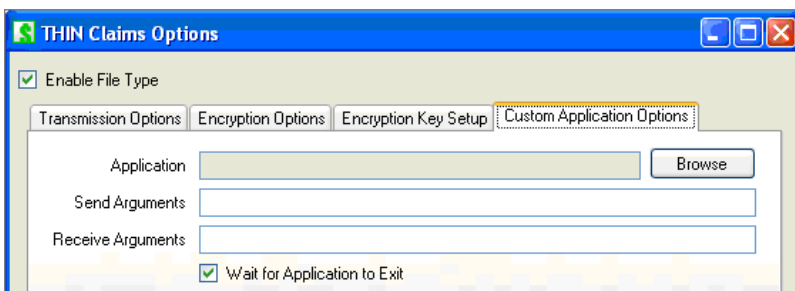 THIN Claims Options
Enable File Type
Transmission Options Encryption Options Encryption Key Setup Custom Application Options
Application Browse
Send Arguments
Receive Arguments
Wait for Application to Exit